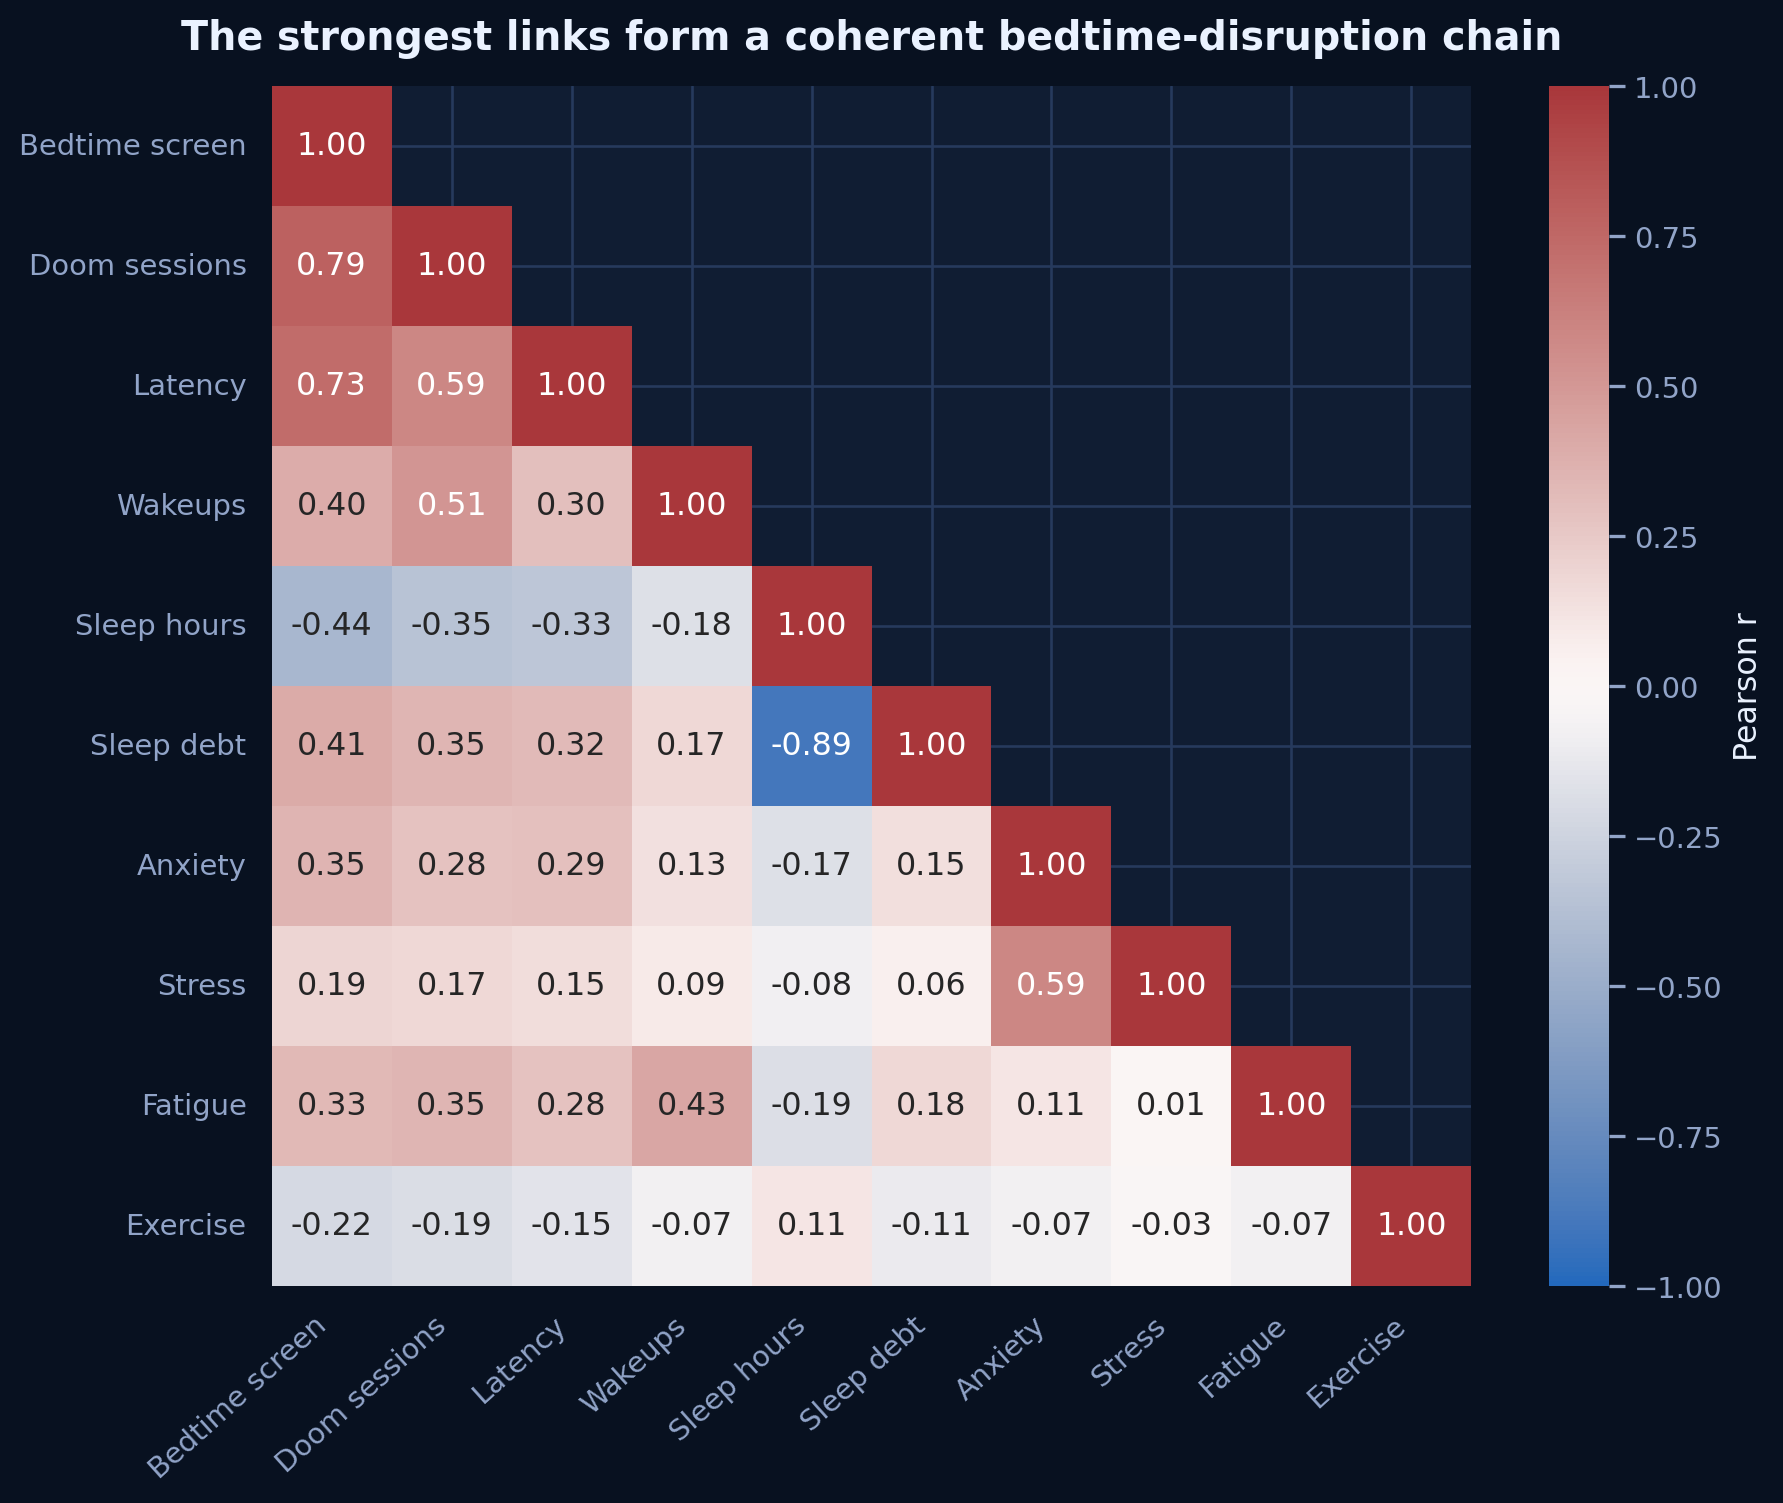 The strongest links form a coherent bedtime-disruption chain
Bedtime screen 1.00
Doom sessions 0.79 1.00
Latency 0.73 0.59 1.00
Wakeups 0.40 0.51 0.30 1.00
Sleep hours -0.44 -0.35 -0.33 -0.18 1.00
Sleep debt 0.41 0.35 0.32 0.17 -0.89 1.00
Anxiety 0.35 0.28 0.29 0.13 -0.17 0.15 1.00
Stress 0.19 0.17 0.15 0.09 -0.08 0.06 0.59 1.00
Fatigue 0.33 0.35 0.28 0.43 -0.19 0.18 0.11 0.01 1.00
Exercise -0.22 -0.19 -0.15 -0.07 0.11 -0.11 -0.07 -0.03 -0.07 1.00
Bedtime screen
Doom sessions
Latency
Wakeups
Sleep hours
Sleep debt
Anxiety
Stress
Fatigue
Exercise
1.00
0.75
0.50
0.25
0.00
−0.25
−0.50
−0.75
−1.00
Pearson r